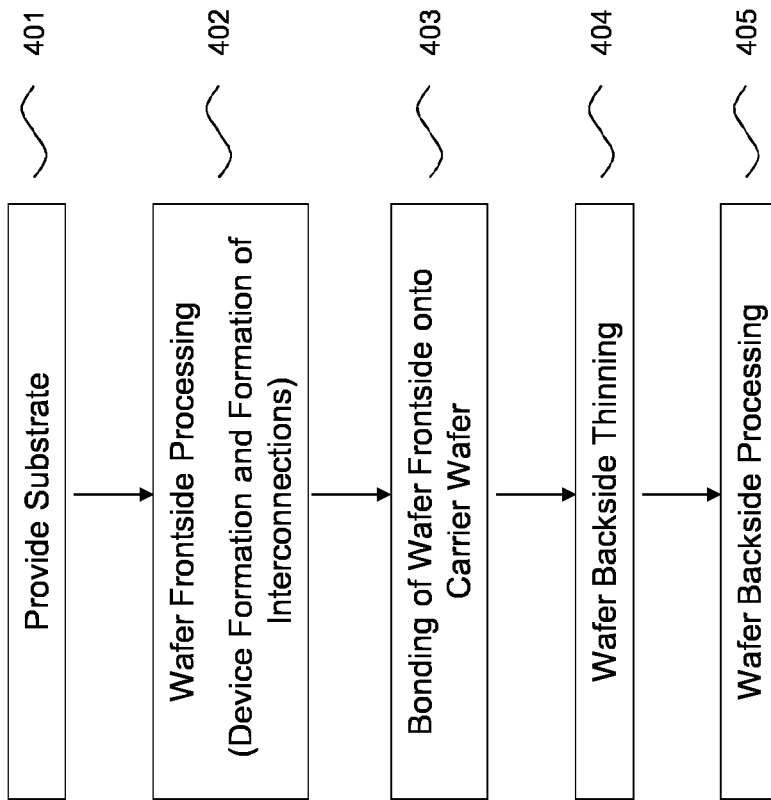 401
Provide Substrate
402
Wafer Frontside Processing
(Device Formation and Formation of
Interconnections)
403
Bonding of Wafer Frontside onto
Carrier Wafer
404
Wafer Backside Thinning
405
Wafer Backside Processing